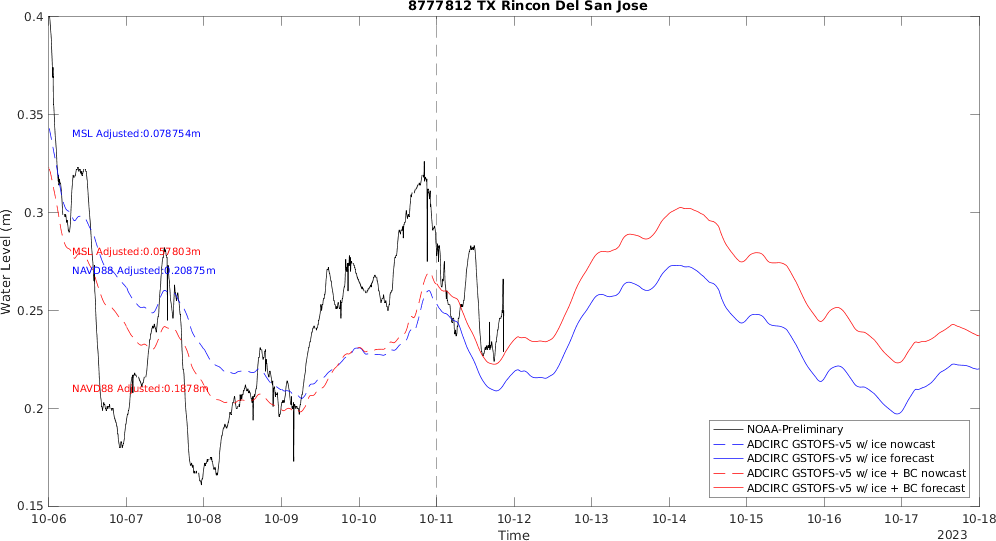 8777812 TX Rincon Del San Jose
0.4
0.35
0.3
0.25
0.2
0.15
Water Level (m)
MSL Adjusted:0.078754m
MSL Adjusted:0.057803m
NAVD88 Adjusted:0.20875m
NAVD88 Adjusted:0.1878m
NOAA-Preliminary
ADCIRC GSTOFS-v5 w/ ice nowcast
ADCIRC GSTOFS-v5 w/ ice forecast
ADCIRC GSTOFS-v5 w/ ice + BC nowcast
ADCIRC GSTOFS-v5 w/ ice + BC forecast
10-06 10-07 10-08 10-09 10-10 10-11 10-12 10-13 10-14 10-15 10-16 10-17 10-18
Time
2023